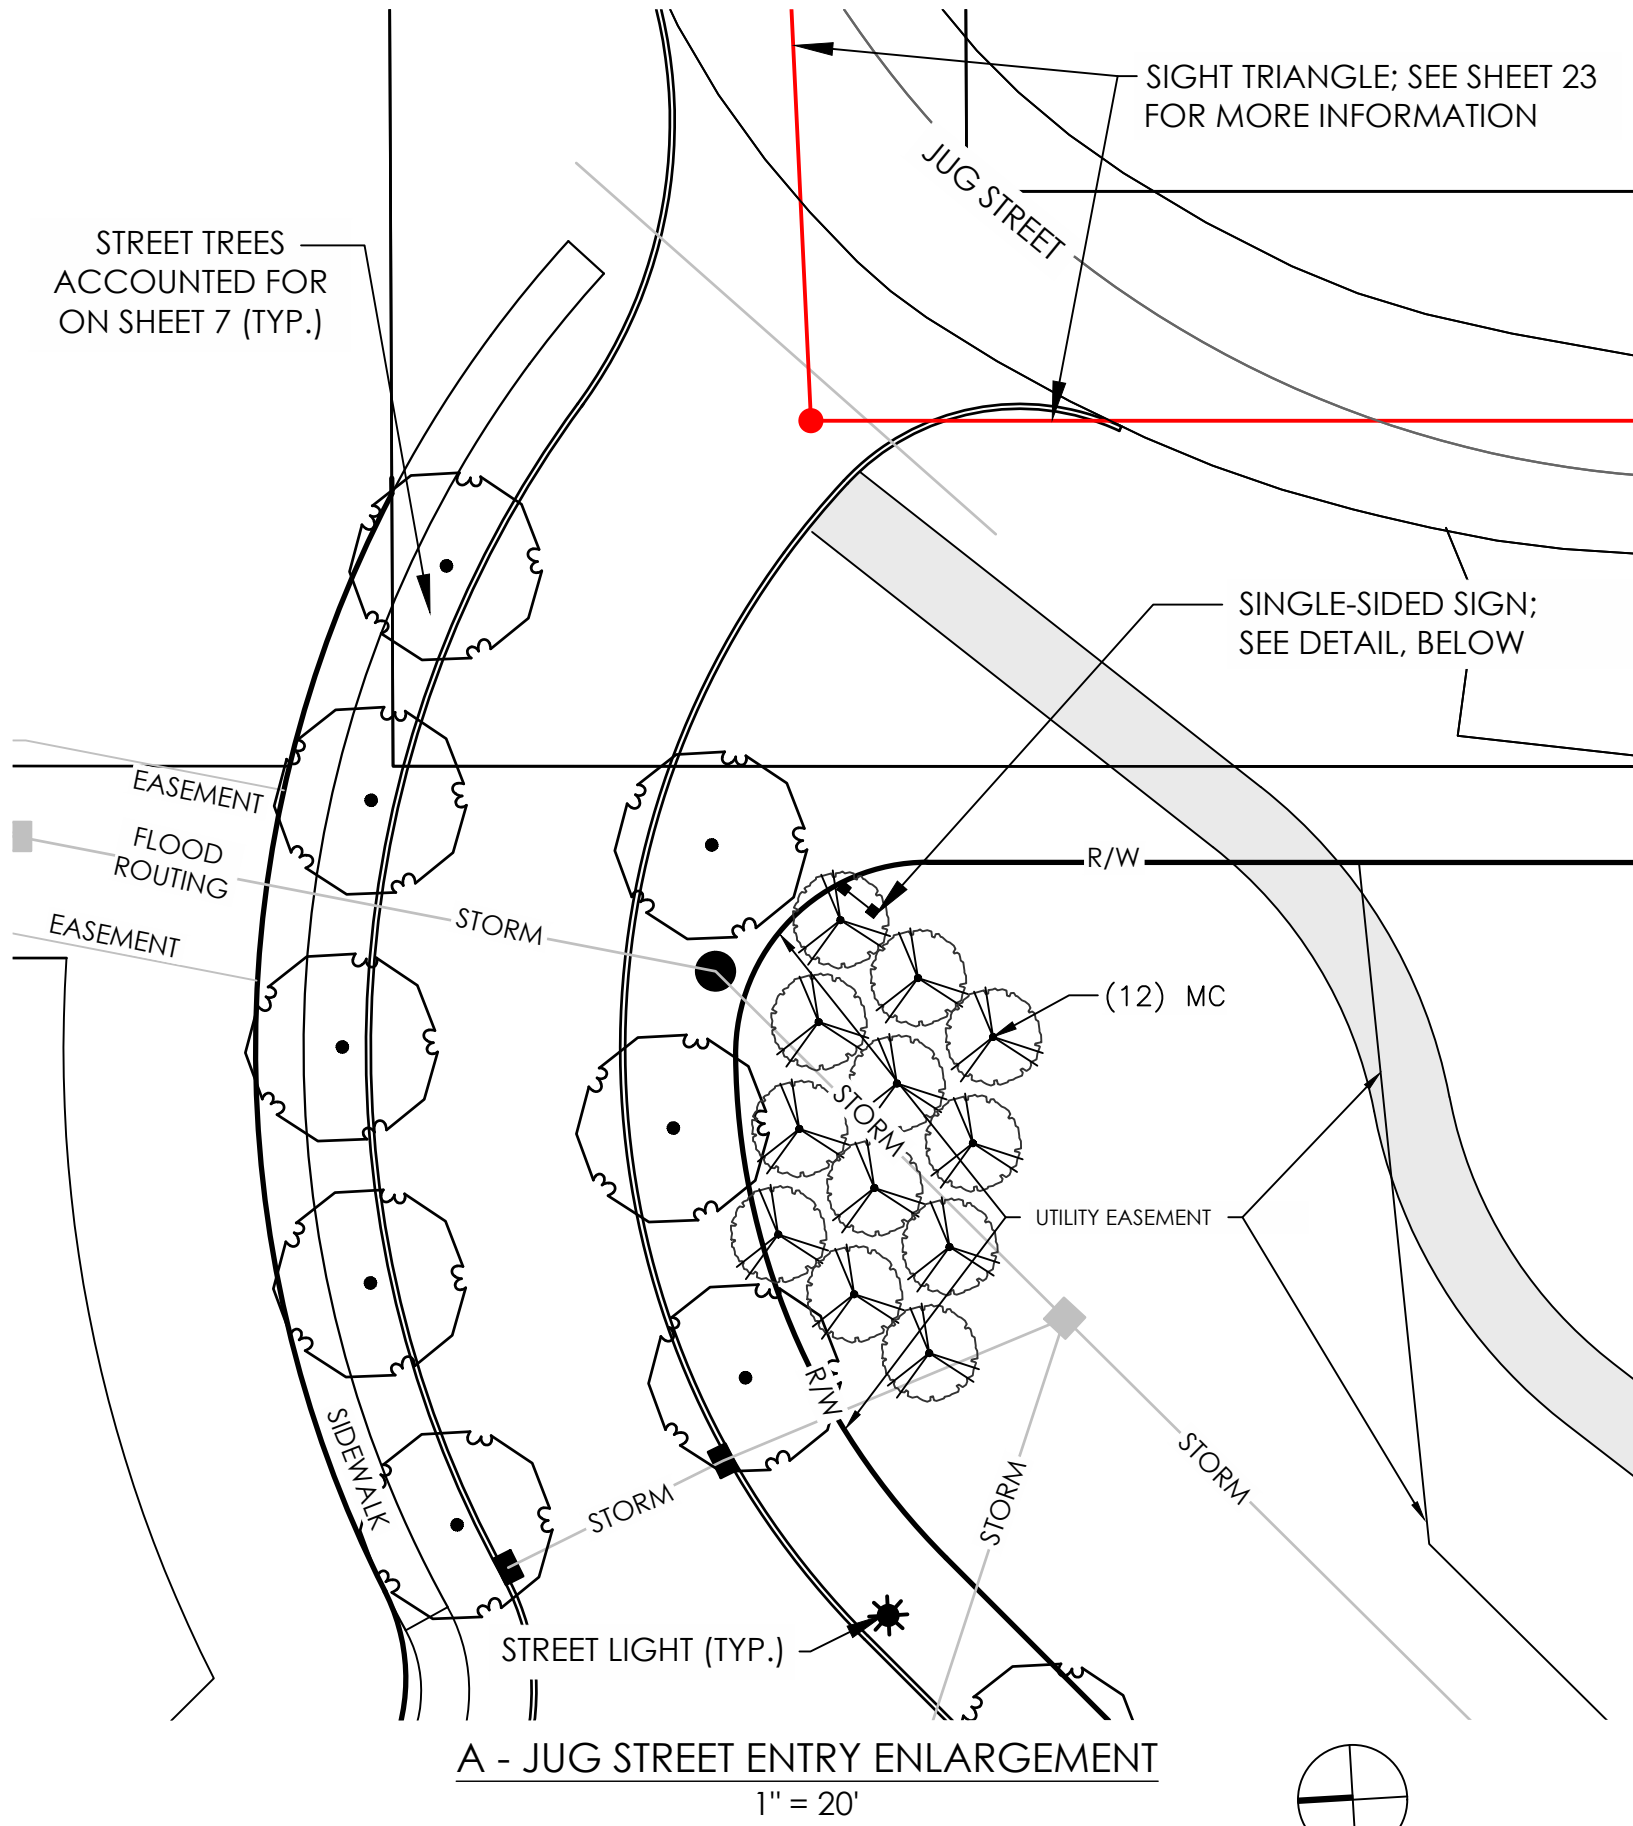 SIGHT TRIANGLE; SEE SHEET 23
FOR MORE INFORMATION
JUG STREET
STREET TREES
ACCOUNTED FOR
ON SHEET 7 (TYP.)
SINGLE-SIDED SIGN;
SEE DETAIL, BELOW
EASEMENT
FLOOD
ROUTING
EASEMENT
STORM
R/W
(12) MC
STORM
UTILITY EASEMENT
R/W
SIDEWALK
STORM
STORM
STORM
STREET LIGHT (TYP.)
A - JUG STREET ENTRY ENLARGEMENT
1" = 20'